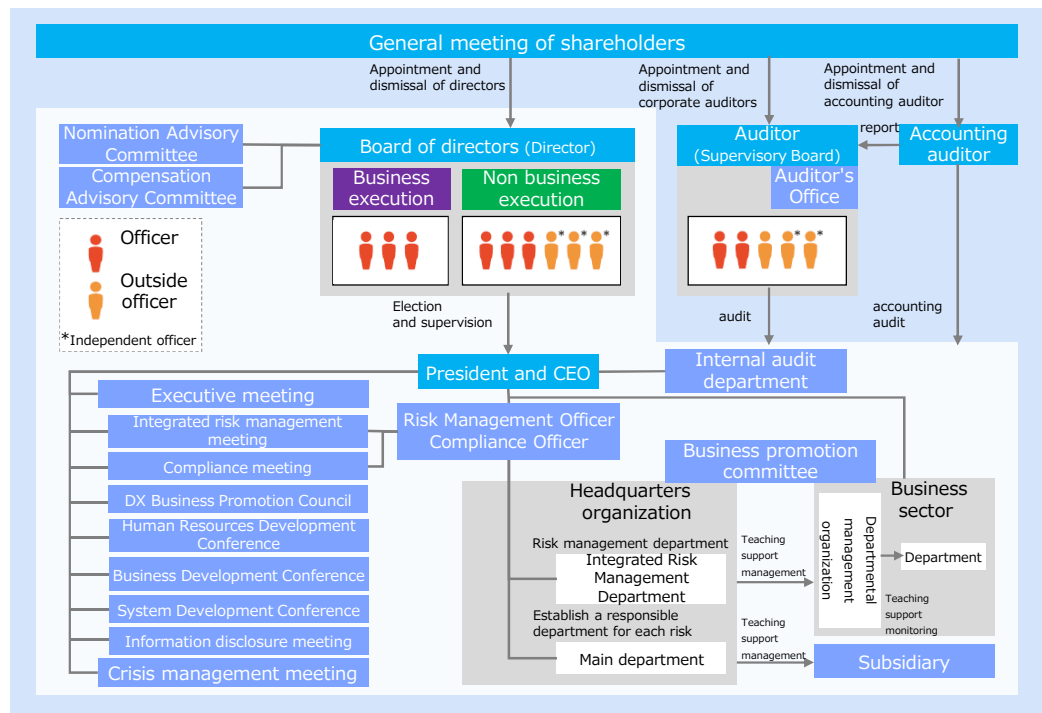 General meeting of shareholders
Appointment and
dismissal of directors
Appointment and
dismissal of
corporate auditors
Appointment and
dismissal of
accounting auditor
Nomination Advisory
Committee
Compensation
Advisory Committee
Board of directors (Director)
Business
execution
Non business
execution
* * *
Auditor
(Supervisory Board)
Auditor's
Office
* *
report
Accounting
auditor
Officer
Outside
officer
*Independent officer
Election
and supervision
audit
accounting
audit
President and CEO
Internal audit
department
Executive meeting
Integrated risk management
meeting
Compliance meeting
DX Business Promotion Council
Human Resources Development
Conference
Business Development Conference
System Development Conference
Information disclosure meeting
Crisis management meeting
Risk Management Officer
Compliance Officer
Business promotion
committee
Headquarters
organization
Risk management department
Integrated Risk
Management
Department
Establish a responsible
department for each risk
Main department
Teaching
support
management
Teaching
support
management
Business
sector
Departmental
management
organization
Department
Teaching
support
monitoring
Subsidiary